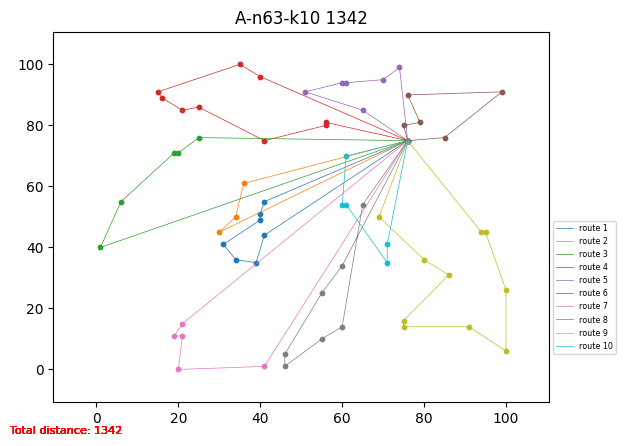 A-n63-k10 1342
100
80
60
40
20
0
0 20 40 60 80 100
route 1
route 2
route 3
route 4
route 5
route 6
route 7
route 8
route 9
route 10
Total distance: 1342